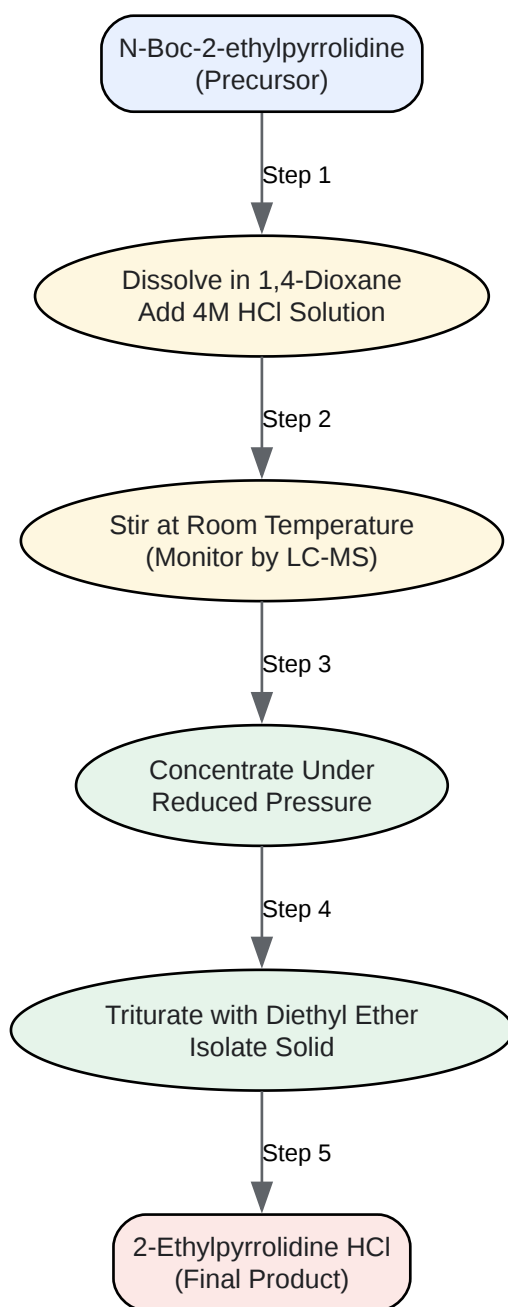 N-Boc-2-ethylpyrrolidine
(Precursor)
Step 1
Dissolve in 1,4-Dioxane
Add 4M HCl Solution
Step 2
Stir at Room Temperature
(Monitor by LC-MS)
Step 3
Concentrate Under
Reduced Pressure
Step 4
Triturate with Diethyl Ether
Isolate Solid
Step 5
2-Ethylpyrrolidine HCl
(Final Product)